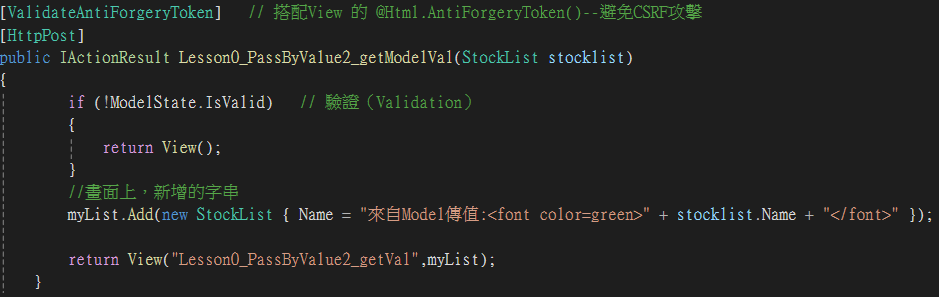 [ValidateAntiForgeryToken]   // 搭配View 的 @Html.AntiForgeryToken()--避免CSRF攻擊
[HttpPost]
public IActionResult Lesson0_PassByValue2_getModelVal(StockList stocklist)
{
if (!ModelState.IsValid)   // 驗證（Validation）
{
return View();
}
//畫面上，新增的字串
myList.Add(new StockList { Name = "來自Model傳值:<font color=green>" + stocklist.Name + "</font>" });
return View("Lesson0_PassByValue2_getVal",myList);
}